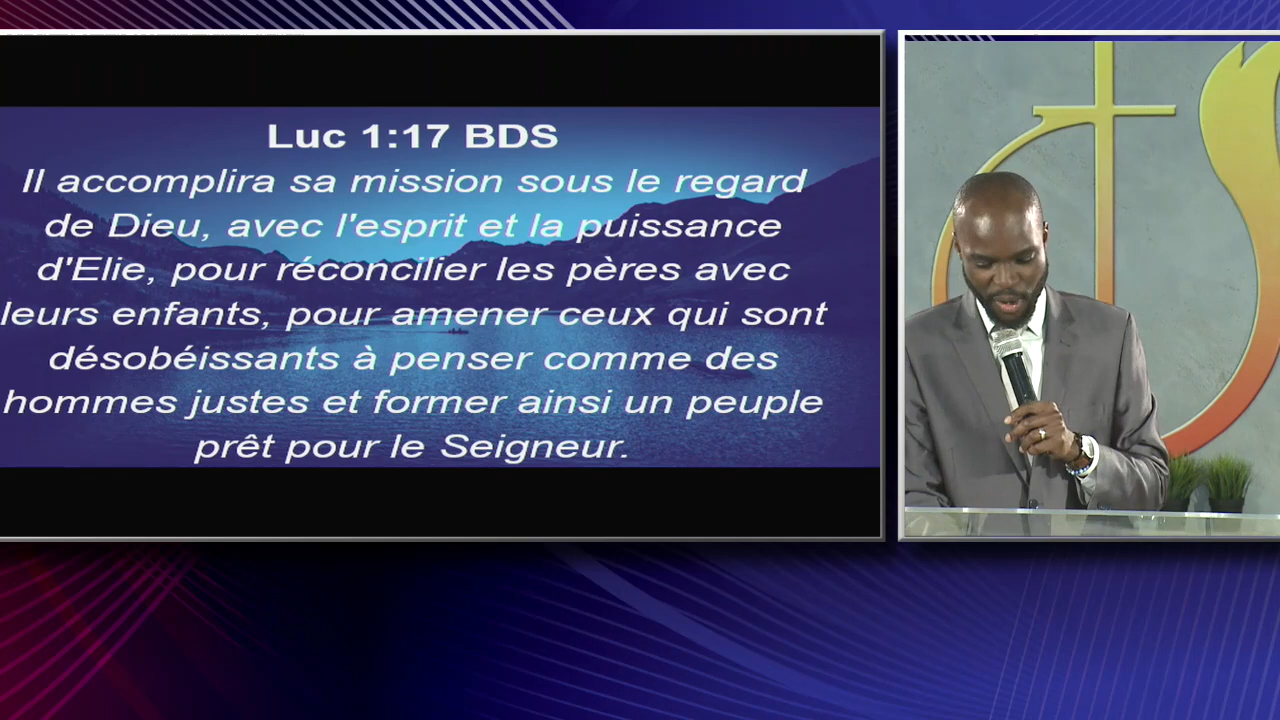 Luc 1:17 BDS
Il accomplira sa mission sous le regard
de Dieu, avec l'esprit et la puissance
d'Elie, pour réconcilier les pères avec
leurs enfants, pour amener ceux qui sont
désobéissants à penser comme des
hommes justes et former ainsi un peuple
prêt pour le Seigneur.